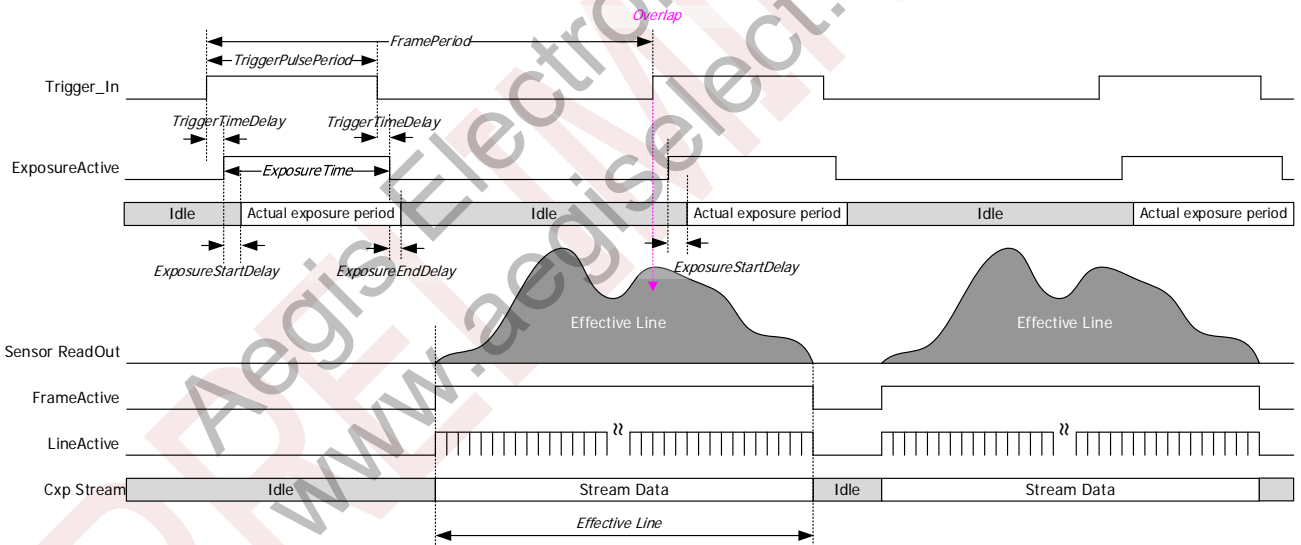 Overlap
FramePeriod
TriggerPulsePeriod
Trigger_In
TriggerTimeDelay TriggerTimeDelay
ExposureActive
ExposureTime
Idle Actual exposure period Idle Actual exposure period Idle Actual exposure period
ExposureStartDelay ExposureEndDelay ExposureStartDelay
Effective Line Effective Line
Sensor ReadOut
FrameActive
LineActive
Cxp Stream Idle Stream Data Idle Stream Data
Effective Line
Aegis Electro
www.aegiselect.
PRELIMI